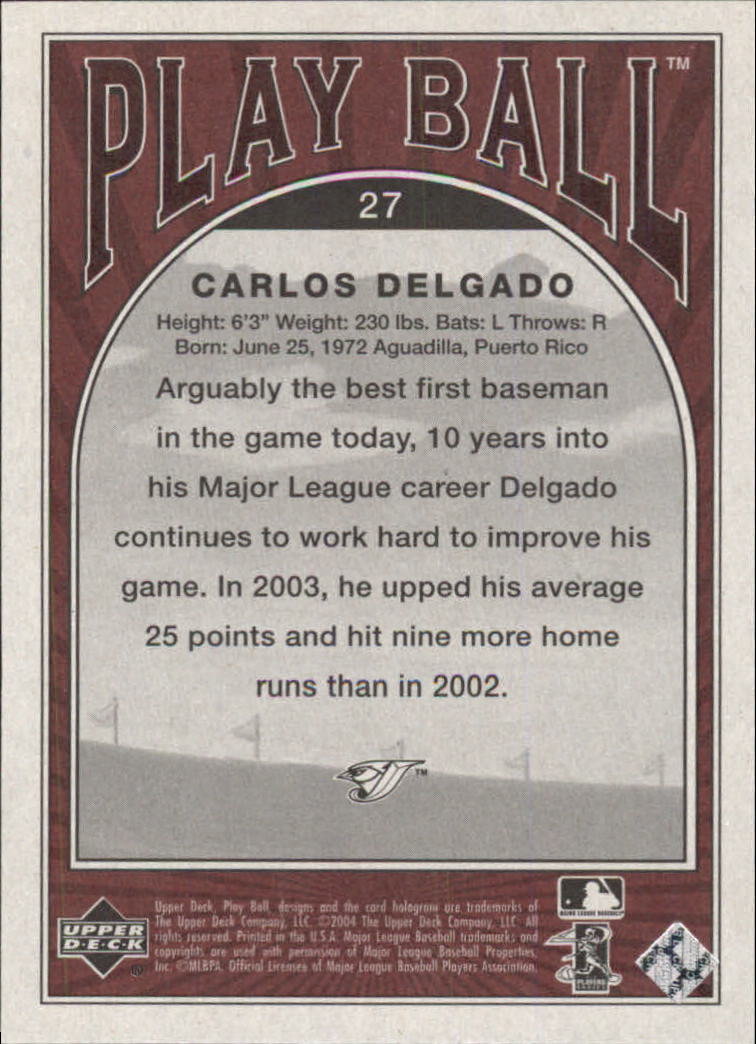 PLAY BALL™
27
CARLOS DELGADO
Height: 6'3" Weight: 230 lbs. Bats: L Throws: R
Born: June 25, 1972 Aguadilla, Puerto Rico
Arguably the best first baseman
in the game today, 10 years into
his Major League career Delgado
continues to work hard to improve his
game. In 2003, he upped his average
25 points and hit nine more home
runs than in 2002.
TM
UPPER
D•E•C•K
®
Upper Deck, Play Ball, designs and the card hologram are trademarks of
The Upper Deck Company, LLC. ©2004 The Upper Deck Company, LLC. All
rights reserved. Printed in the U.S.A. Major League Baseball trademarks and
copyrights are used with permission of Major League Baseball Properties,
Inc. ©MLBPA. Official Licensee of Major League Baseball Players Association.
MAJOR LEAGUE BASEBALL
PLAYERS
CHOICE